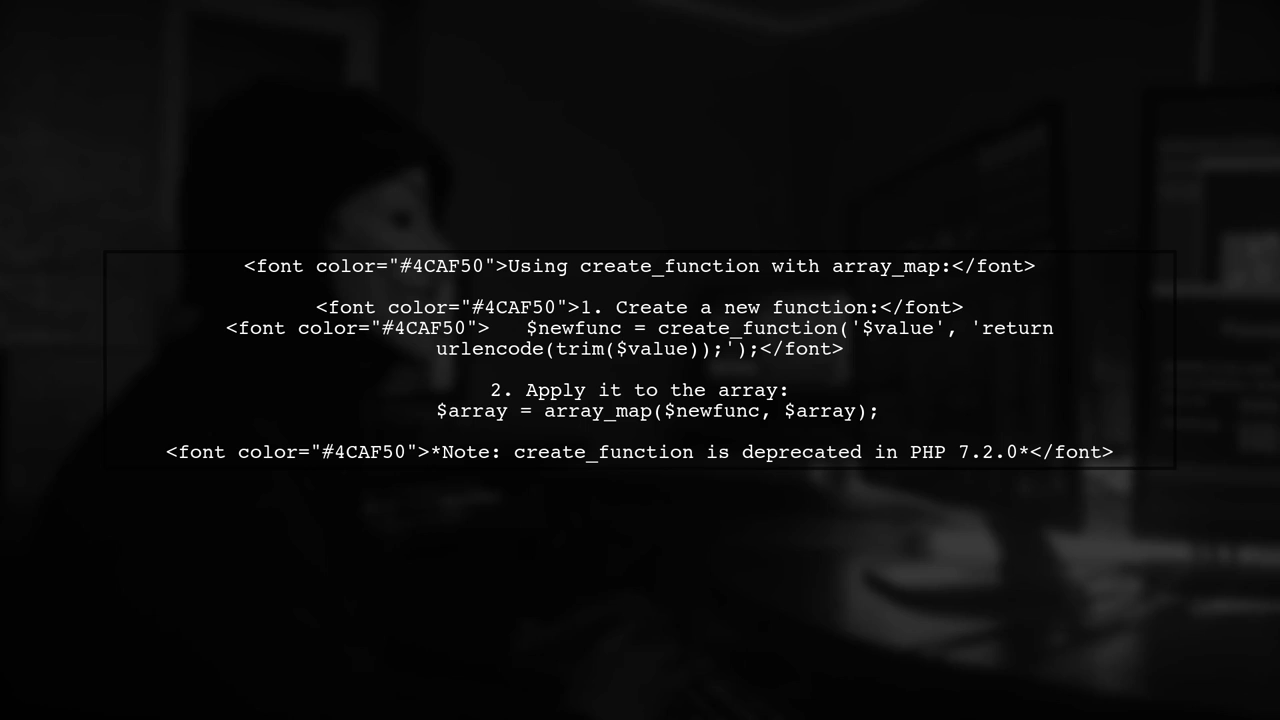 <font color="#4CAF50">Using create_function with array_map:</font>
<font color="#4CAF50">1. Create a new function:</font>
<font color="#4CAF50">   $newfunc = create_function('$value', 'return
urlencode(trim($value));');</font>
2. Apply it to the array:
$array = array_map($newfunc, $array);
<font color="#4CAF50">*Note: create_function is deprecated in PHP 7.2.0*</font>